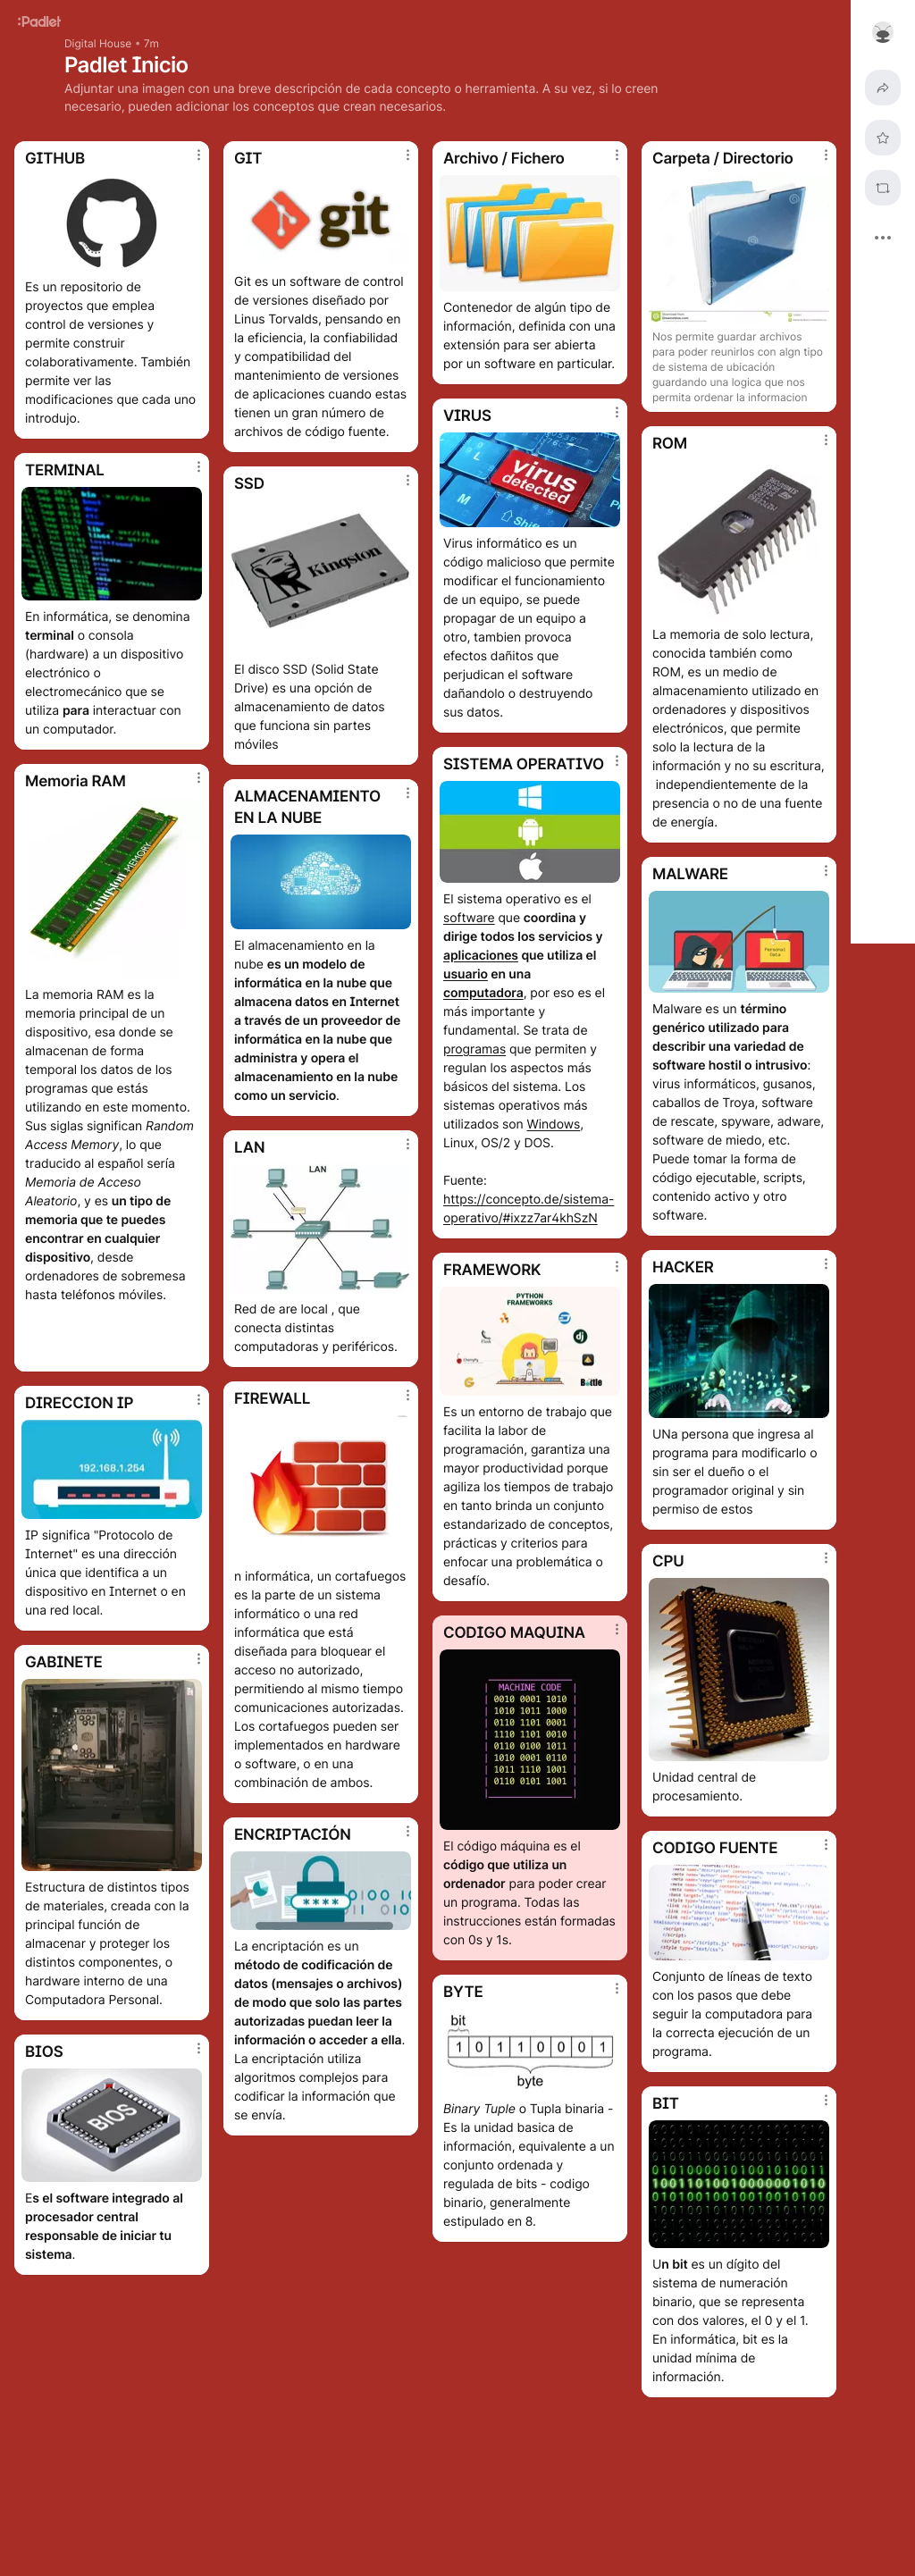 :Padlet
Digital House • 7m
Padlet Inicio
Adjuntar una imagen con una breve descripción de cada concepto o herramienta. A su vez, si lo creen
necesario, pueden adicionar los conceptos que crean necesarios.
GITHUB
Es un repositorio de
proyectos que emplea
control de versiones y
permite construir
colaborativamente. También
permite ver las
modificaciones que cada uno
introdujo.
TERMINAL
En informática, se denomina
terminal o consola
(hardware) a un dispositivo
electrónico o
electromecánico que se
utiliza para interactuar con
un computador.
Memoria RAM
Kingston
MEMORY
La memoria RAM es la
memoria principal de un
dispositivo, esa donde se
almacenan de forma
temporal los datos de los
programas que estás
utilizando en este momento.
Sus siglas significan Random
Access Memory, lo que
traducido al español sería
Memoria de Acceso
Aleatorio, y es un tipo de
memoria que te puedes
encontrar en cualquier
dispositivo, desde
ordenadores de sobremesa
hasta teléfonos móviles.
DIRECCION IP
192.168.1.254
IP significa "Protocolo de
Internet" es una dirección
única que identifica a un
dispositivo en Internet o en
una red local.
GABINETE
Estructura de distintos tipos
de materiales, creada con la
principal función de
almacenar y proteger los
distintos componentes, o
hardware interno de una
Computadora Personal.
BIOS
BIOS
Es el software integrado al
procesador central
responsable de iniciar tu
sistema.
GIT
git
Git es un software de control
de versiones diseñado por
Linus Torvalds, pensando en
la eficiencia, la confiabilidad
y compatibilidad del
mantenimiento de versiones
de aplicaciones cuando estas
tienen un gran número de
archivos de código fuente.
SSD
Kingston
El disco SSD (Solid State
Drive) es una opción de
almacenamiento de datos
que funciona sin partes
móviles
ALMACENAMIENTO
EN LA NUBE
El almacenamiento en la
nube es un modelo de
informática en la nube que
almacena datos en Internet
a través de un proveedor de
informática en la nube que
administra y opera el
almacenamiento en la nube
como un servicio.
LAN
LAN
Red de are local , que
conecta distintas
computadoras y periféricos.
FIREWALL
n informática, un cortafuegos
es la parte de un sistema
informático o una red
informática que está
diseñada para bloquear el
acceso no autorizado,
permitiendo al mismo tiempo
comunicaciones autorizadas.
Los cortafuegos pueden ser
implementados en hardware
o software, o en una
combinación de ambos.
ENCRIPTACIÓN
****
La encriptación es un
método de codificación de
datos (mensajes o archivos)
de modo que solo las partes
autorizadas puedan leer la
información o acceder a ella.
La encriptación utiliza
algoritmos complejos para
codificar la información que
se envía.
Archivo / Fichero
Contenedor de algún tipo de
información, definida con una
extensión para ser abierta
por un software en particular.
VIRUS
virus
detected
Shift
Virus informático es un
código malicioso que permite
modificar el funcionamiento
de un equipo, se puede
propagar de un equipo a
otro, tambien provoca
efectos dañitos que
perjudican el software
dañandolo o destruyendo
sus datos.
SISTEMA OPERATIVO
El sistema operativo es el
software que coordina y
dirige todos los servicios y
aplicaciones que utiliza el
usuario en una
computadora, por eso es el
más importante y
fundamental. Se trata de
programas que permiten y
regulan los aspectos más
básicos del sistema. Los
sistemas operativos más
utilizados son Windows,
Linux, OS/2 y DOS.
Fuente:
https://concepto.de/sistema-
operativo/#ixzz7ar4khSzN
FRAMEWORK
PYTHON
FRAMEWORKS
dj
Bottle
Es un entorno de trabajo que
facilita la labor de
programación, garantiza una
mayor productividad porque
agiliza los tiempos de trabajo
en tanto brinda un conjunto
estandarizado de conceptos,
prácticas y criterios para
enfocar una problemática o
desafío.
CODIGO MAQUINA
MACHINE CODE
0010 0001 1010
1010 1011 1000
0110 1101 0001
1110 1101 0010
0110 0100 1011
1010 0001 0110
1011 1110 1001
0110 0101 1001
El código máquina es el
código que utiliza un
ordenador para poder crear
un programa. Todas las
instrucciones están formadas
con 0s y 1s.
BYTE
bit
1 0 1 1 0 0 0 1
byte
Binary Tuple o Tupla binaria -
Es la unidad basica de
información, equivalente a un
conjunto ordenada y
regulada de bits - codigo
binario, generalmente
estipulado en 8.
Carpeta / Directorio
Nos permite guardar archivos
para poder reunirlos con algn tipo
de sistema de ubicación
guardando una logica que nos
permita ordenar la informacion
ROM
La memoria de solo lectura,
conocida también como
ROM, es un medio de
almacenamiento utilizado en
ordenadores y dispositivos
electrónicos, que permite
solo la lectura de la
información y no su escritura,
independientemente de la
presencia o no de una fuente
de energía.
MALWARE
Personal
Data
Malware es un término
genérico utilizado para
describir una variedad de
software hostil o intrusivo:
virus informáticos, gusanos,
caballos de Troya, software
de rescate, spyware, adware,
software de miedo, etc.
Puede tomar la forma de
código ejecutable, scripts,
contenido activo y otro
software.
HACKER
UNa persona que ingresa al
programa para modificarlo o
sin ser el dueño o el
programador original y sin
permiso de estos
CPU
Unidad central de
procesamiento.
CODIGO FUENTE
Conjunto de líneas de texto
con los pasos que debe
seguir la computadora para
la correcta ejecución de un
programa.
BIT
Un bit es un dígito del
sistema de numeración
binario, que se representa
con dos valores, el 0 y el 1.
En informática, bit es la
unidad mínima de
información.